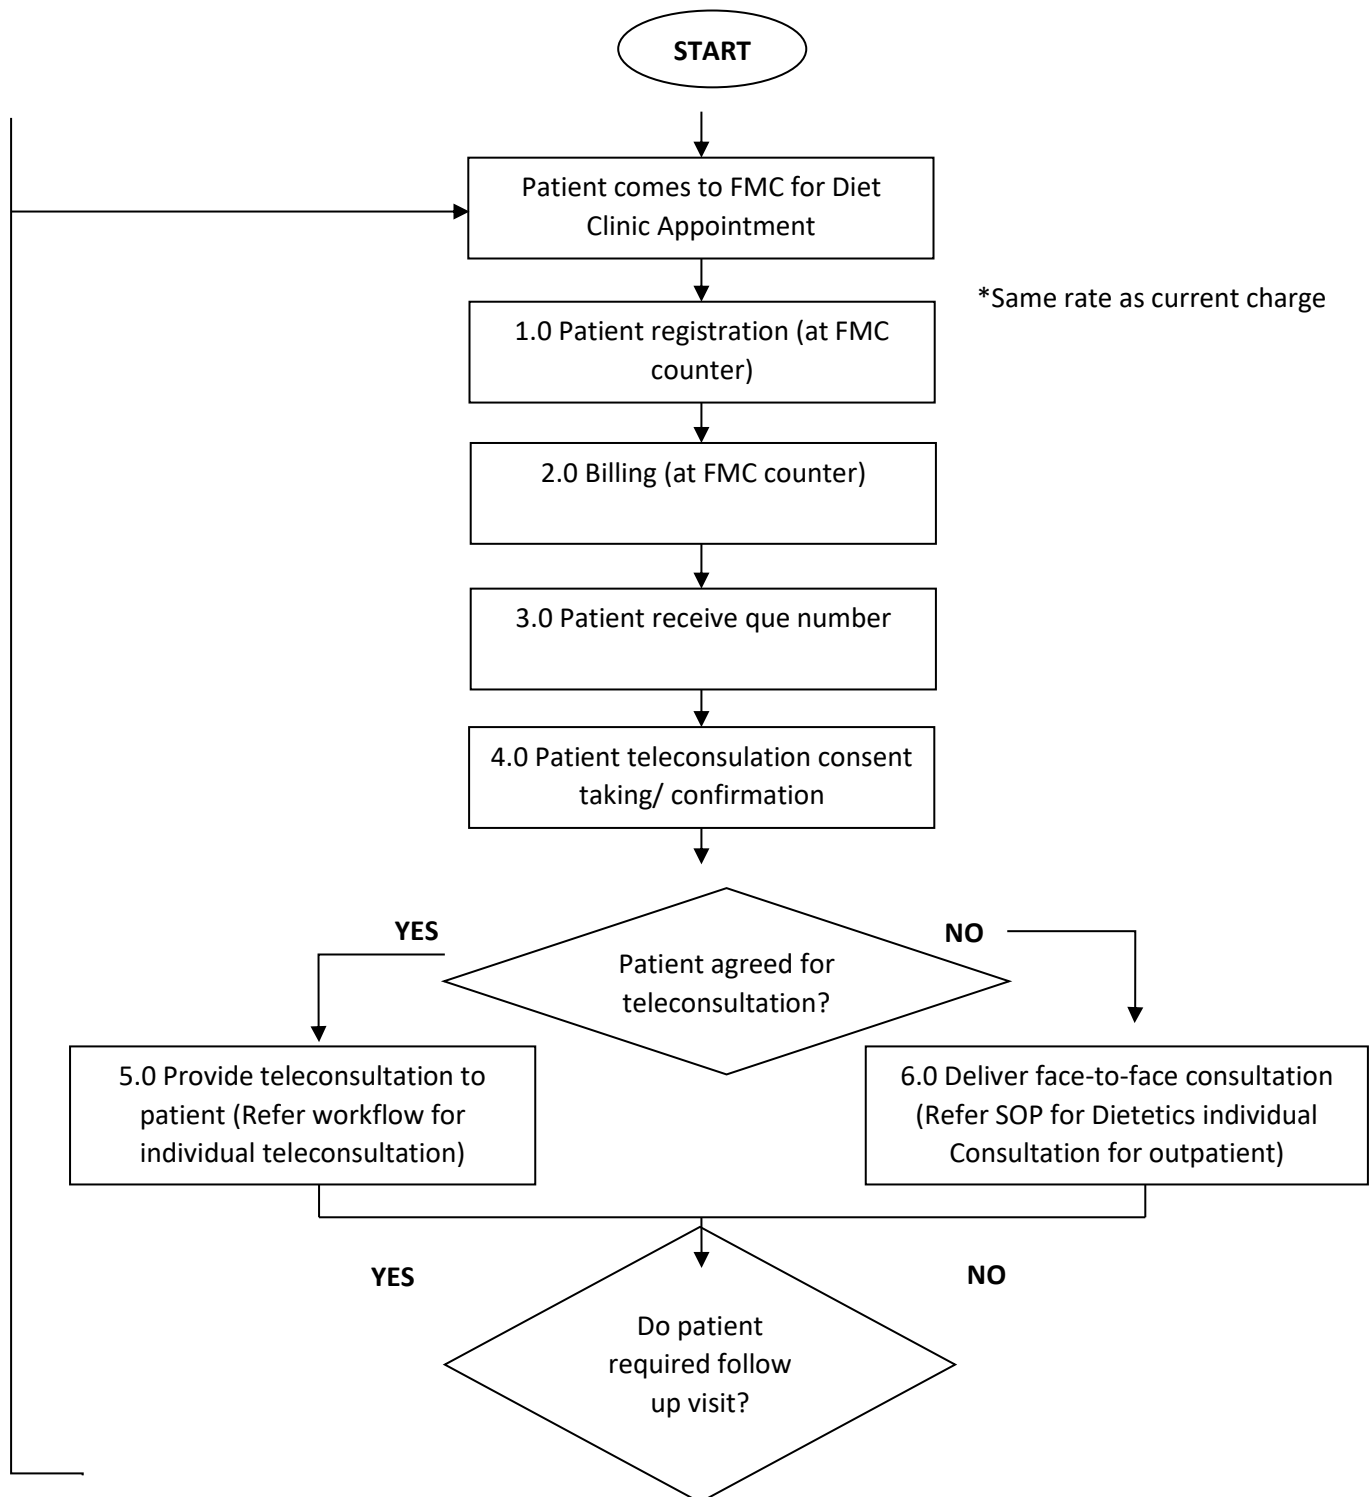 START
Patient comes to FMC for Diet
Clinic Appointment
*Same rate as current charge
1.0 Patient registration (at FMC
counter)
2.0 Billing (at FMC counter)
3.0 Patient receive que number
4.0 Patient teleconsulation consent
taking/ confirmation
YES
NO
Patient agreed for
teleconsultation?
5.0 Provide teleconsultation to
patient (Refer workflow for
individual teleconsultation)
6.0 Deliver face-to-face consultation
(Refer SOP for Dietetics individual
Consultation for outpatient)
YES
NO
Do patient
required follow
up visit?